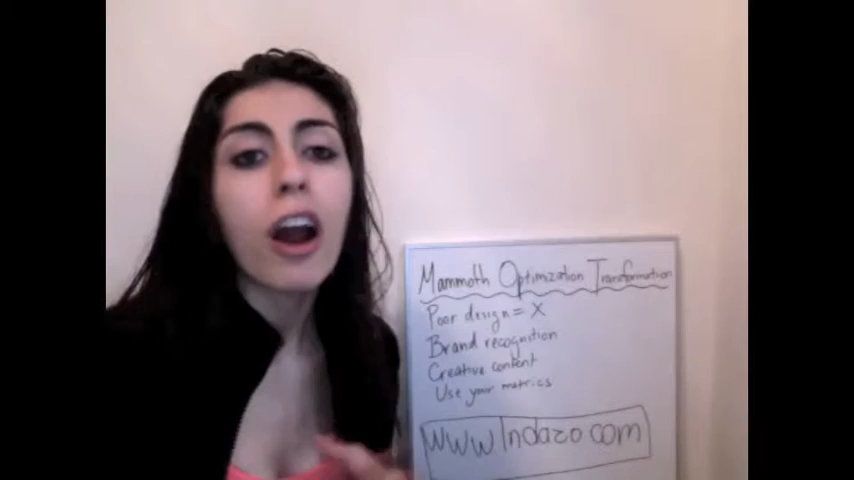 Mammoth Optimization Transformation
Poor design = X
Brand recognition
Creative content
Use your metrics
www Indazo com